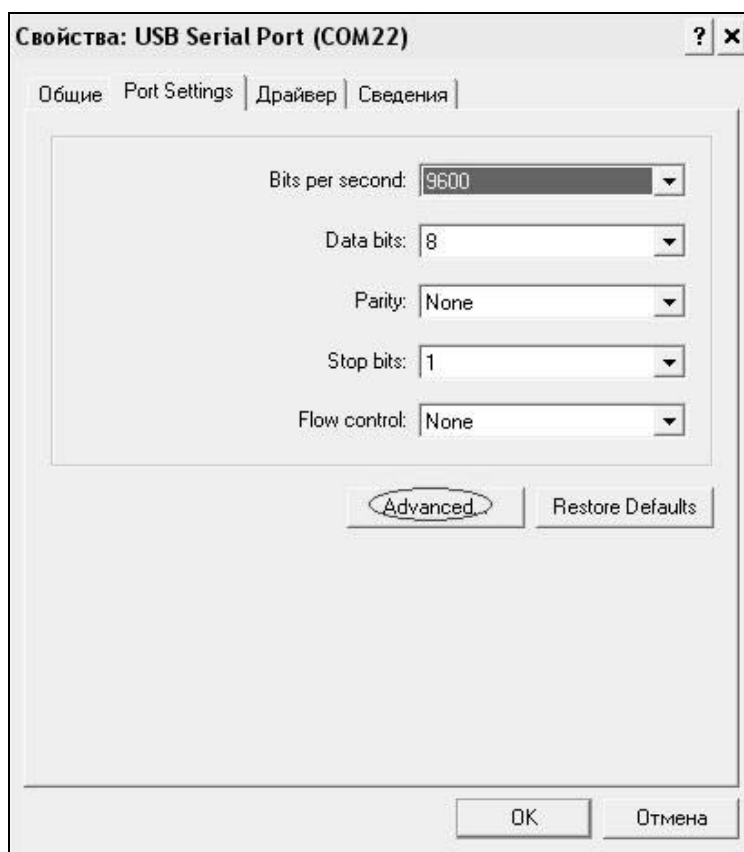 Свойства: USB Serial Port (COM22)
Общие Port Settings Драйвер Сведения
Bits per second: 9600
Data bits: 8
Parity: None
Stop bits: 1
Flow control: None
Advanced... Restore Defaults
OK Отмена